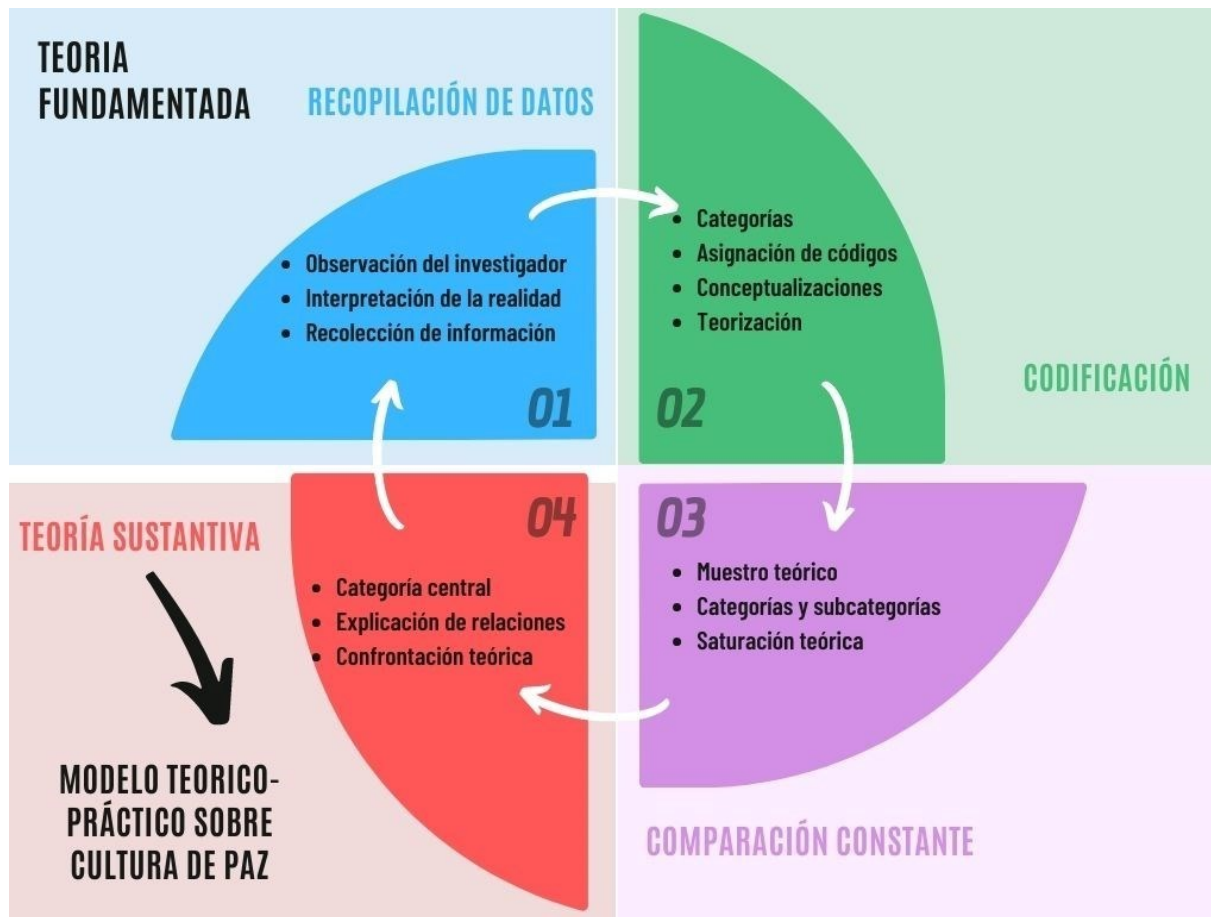 TEORIA
FUNDAMENTADA
RECOPILACIÓN DE DATOS
• Observación del investigador
• Interpretación de la realidad
• Recolección de información
01
• Categorías
• Asignación de códigos
• Conceptualizaciones
• Teorización
02
CODIFICACIÓN
03
• Muestro teórico
• Categorías y subcategorías
• Saturación teórica
COMPARACIÓN CONSTANTE
04
TEORÍA SUSTANTIVA
• Categoría central
• Explicación de relaciones
• Confrontación teórica
MODELO TEORICO-
PRÁCTICO SOBRE
CULTURA DE PAZ